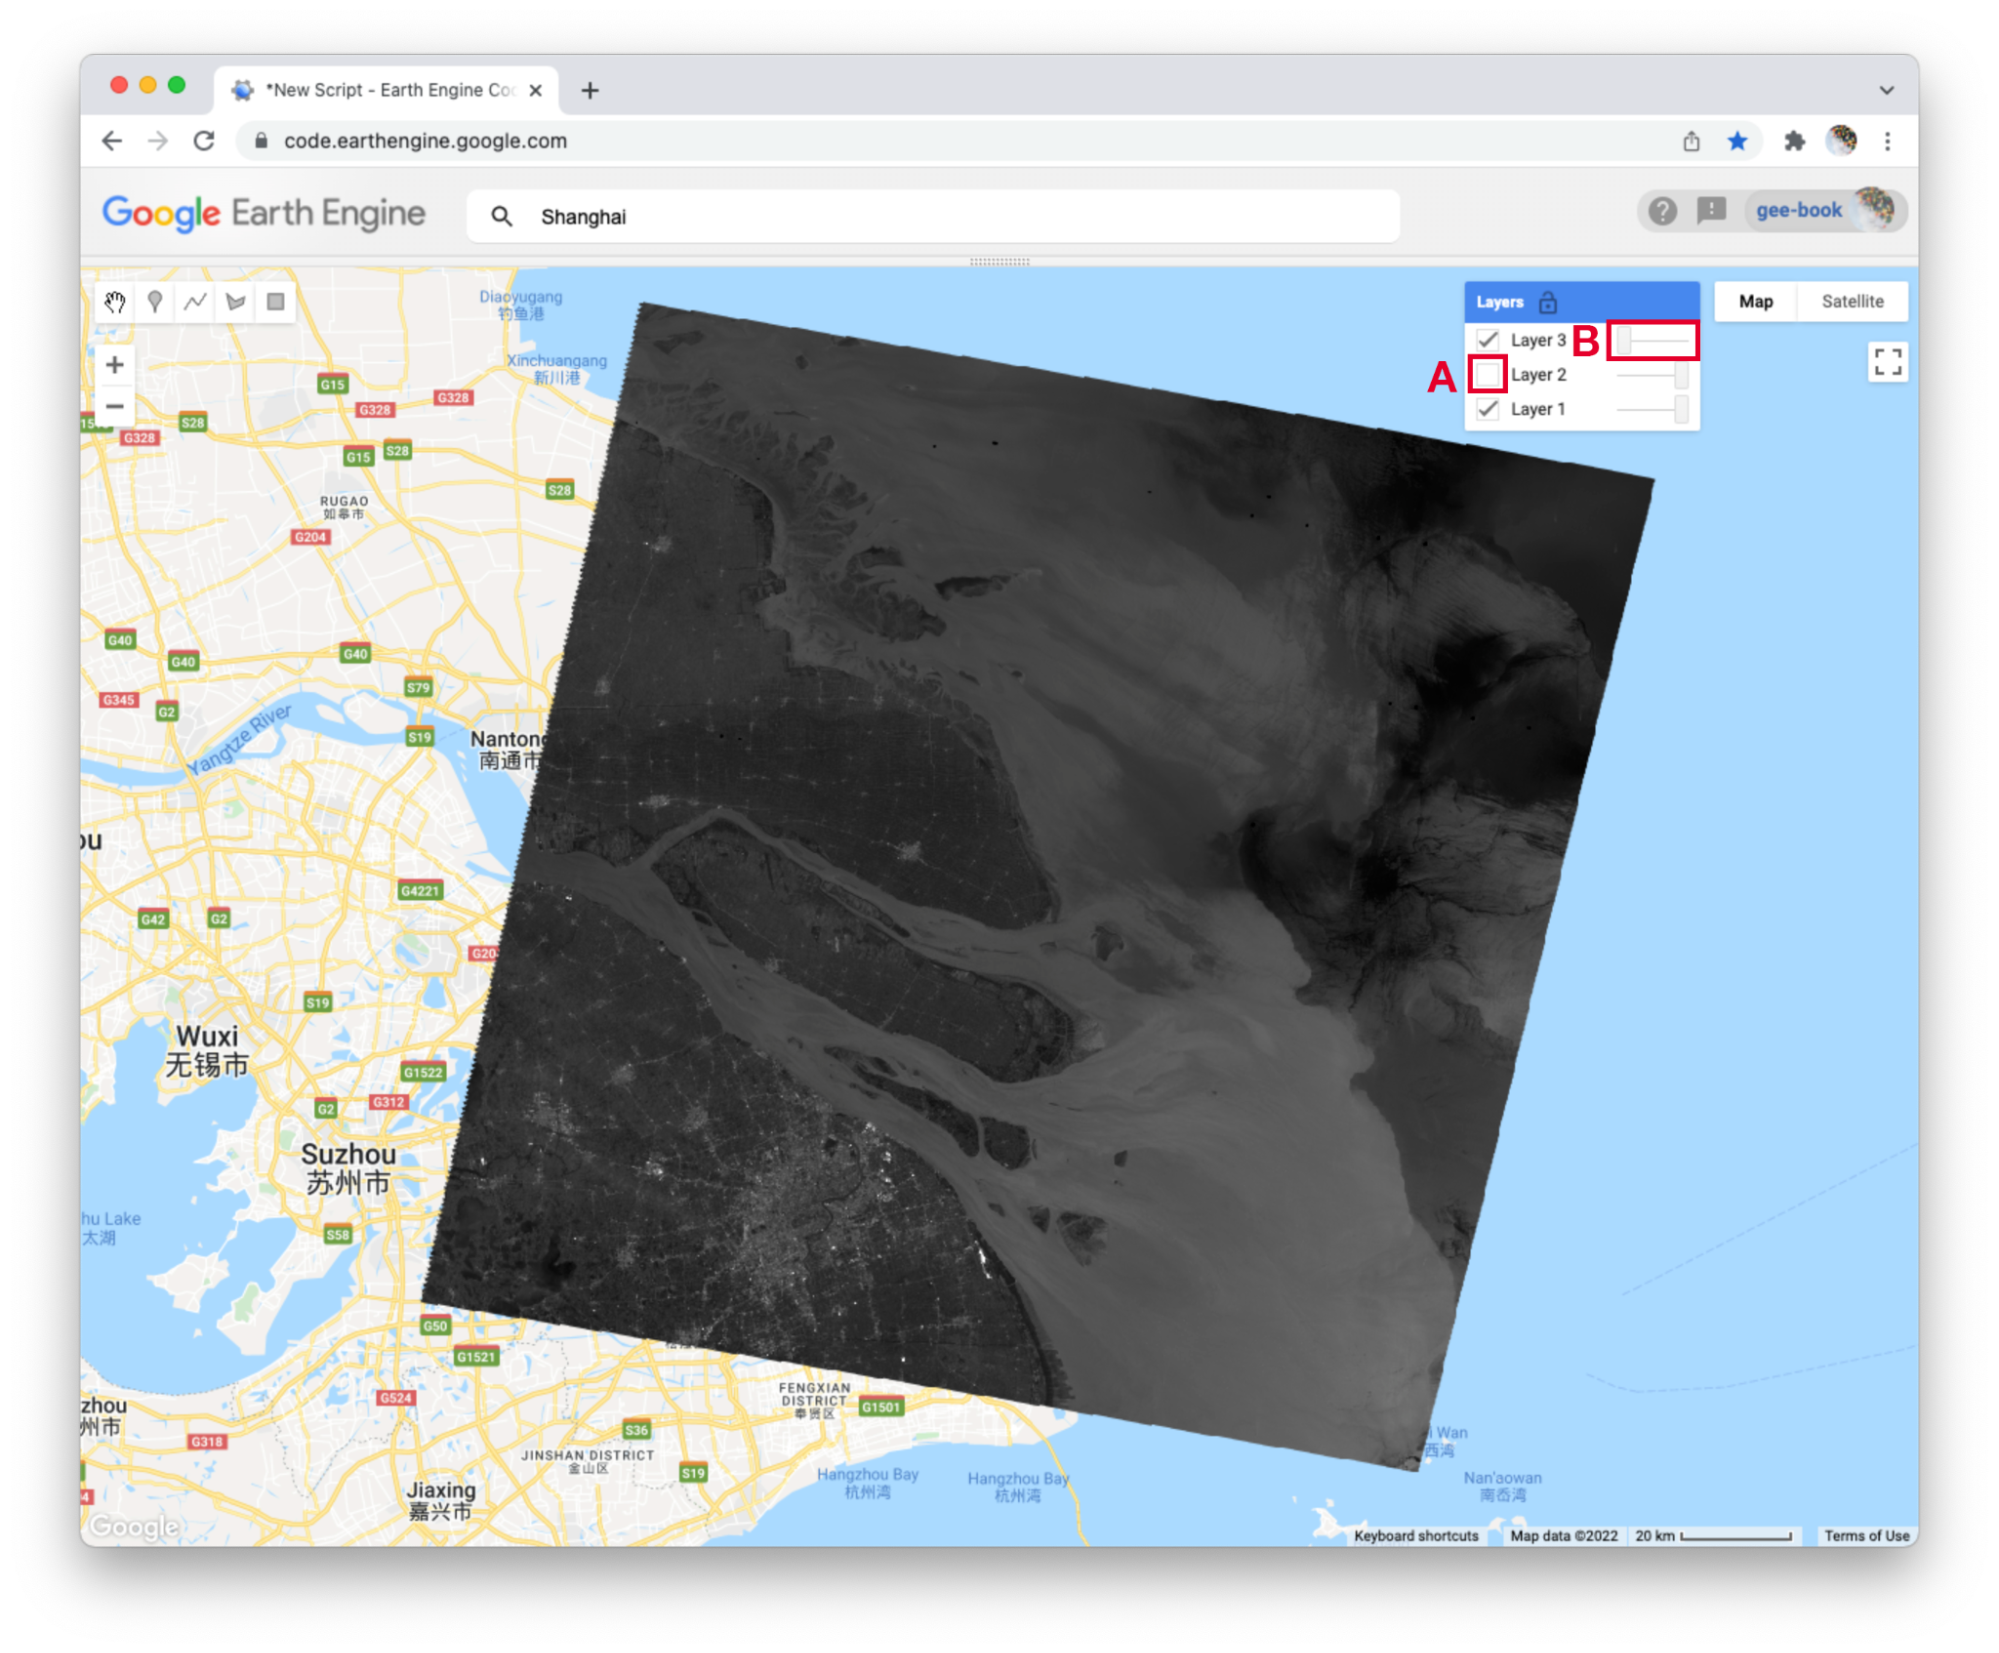 *New Script - Earth Engine Co
code.earthengine.google.com
Google Earth Engine
Shanghai
gee-book
Layers
Map
Satellite
Layer 3
B
A
Layer 2
Layer 1
Diaoyugang
钓鱼港
Xinchuangang
新川港
G15
G328
G328
S28
G328
G15
S28
S28
RUGAO
如皋市
G204
G40
G40
G40
S79
G345
G2
S19
Yangtze River
Nantong
南通市
ou
G4221
G42
G2
G20
S19
Wuxi
无锡市
G1522
G312
G2
Suzhou
苏州市
hu Lake
太湖
S58
G50
G1521
FENGXIAN
DISTRICT
奉贤区
G1501
G524
zhou
州市
G318
S36
JINSHAN DISTRICT
金山区
S19
i Wan
西湾
Hangzhou Bay
杭州湾
Hangzhou Bay
杭州湾
Nan'aowan
南岙湾
Jiaxing
嘉兴市
4
Google
Keyboard shortcuts
Map data ©2022
20 km
Terms of Use